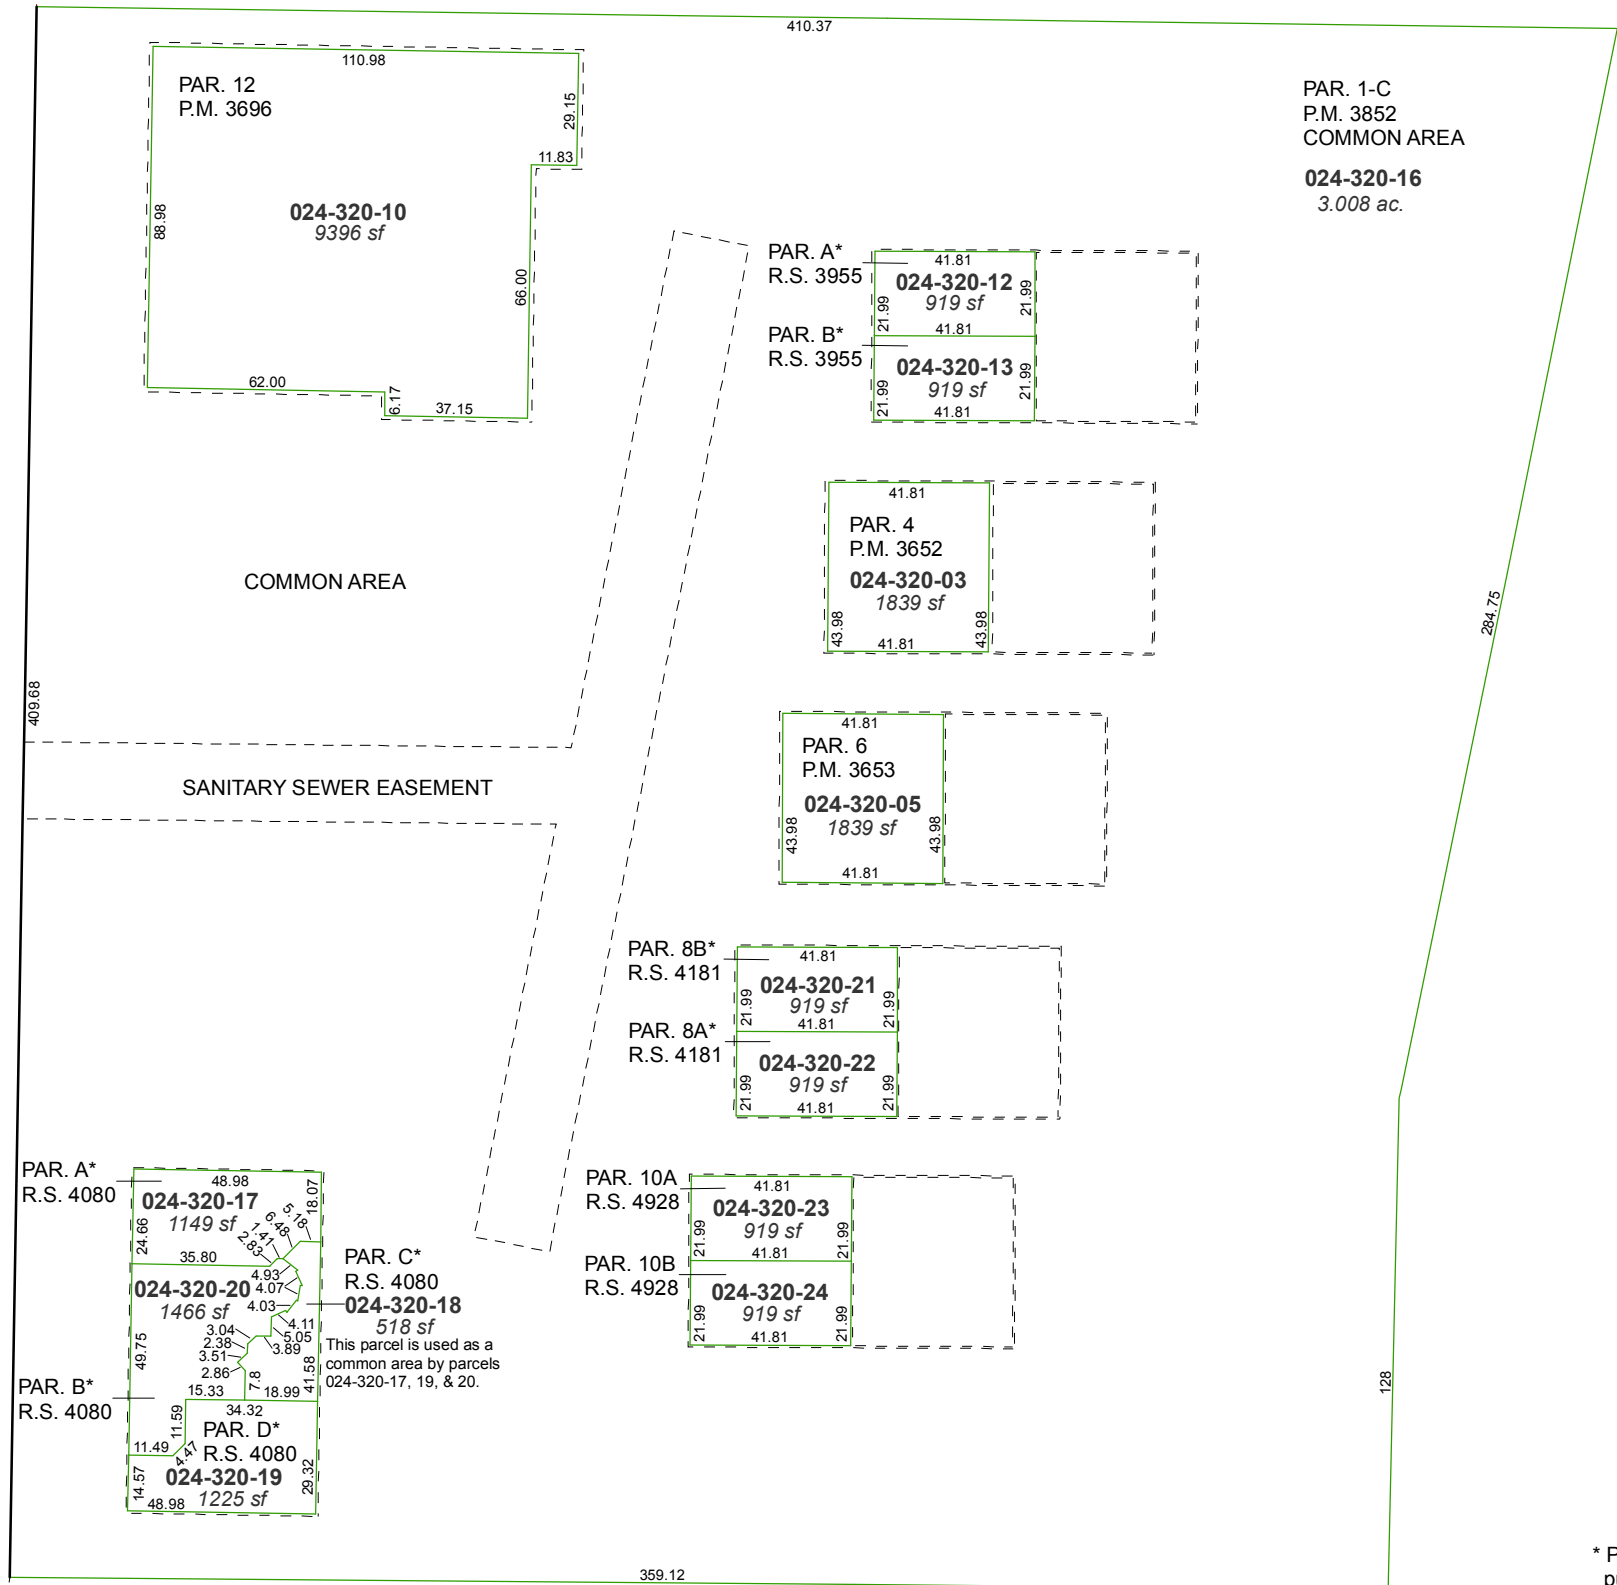 410.37
110.98
PAR. 12
P.M. 3696
29.15
11.83
024-320-10
9396 sf
88.98
66.00
62.00
6.17
37.15
PAR. 1-C
P.M. 3852
COMMON AREA
024-320-16
3.008 ac.
PAR. A*
R.S. 3955
41.81
024-320-12
919 sf
21.99
21.99
41.81
PAR. B*
R.S. 3955
024-320-13
919 sf
21.99
21.99
41.81
41.81
PAR. 4
P.M. 3652
024-320-03
1839 sf
43.98
43.98
41.81
COMMON AREA
284.75
409.68
41.81
PAR. 6
P.M. 3653
024-320-05
1839 sf
43.98
43.98
41.81
SANITARY SEWER EASEMENT
PAR. 8B*
R.S. 4181
41.81
024-320-21
919 sf
21.99
21.99
41.81
PAR. 8A*
R.S. 4181
024-320-22
919 sf
21.99
21.99
41.81
PAR. A*
R.S. 4080
48.98
024-320-17
1149 sf
18.07
24.66
5.18
6.48
1.41
2.83
35.80
PAR. 10A
R.S. 4928
41.81
024-320-23
919 sf
21.99
21.99
41.81
PAR. 10B
R.S. 4928
024-320-24
919 sf
21.99
21.99
41.81
PAR. C*
R.S. 4080
024-320-18
518 sf
This parcel is used as a
common area by parcels
024-320-17, 19, & 20.
024-320-20
1466 sf
4.93
4.07
4.03
4.11
5.05
3.89
3.04
2.38
3.51
2.86
7.8
49.75
41.58
PAR. B*
R.S. 4080
15.33
18.99
34.32
11.59
11.49
4.47
PAR. D*
R.S. 4080
024-320-19
1225 sf
14.57
29.32
48.98
128
359.12
* P